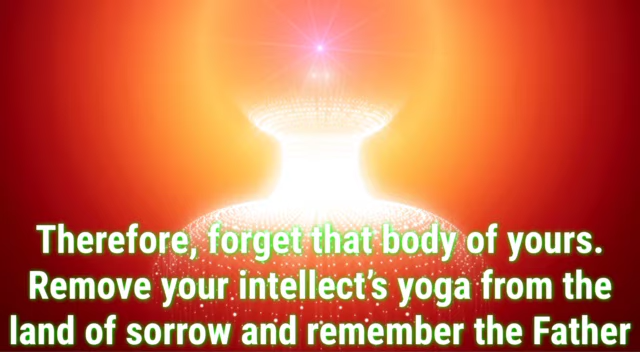 Therefore, forget that body of yours.
Remove your intellect’s yoga from the
land of sorrow and remember the Father